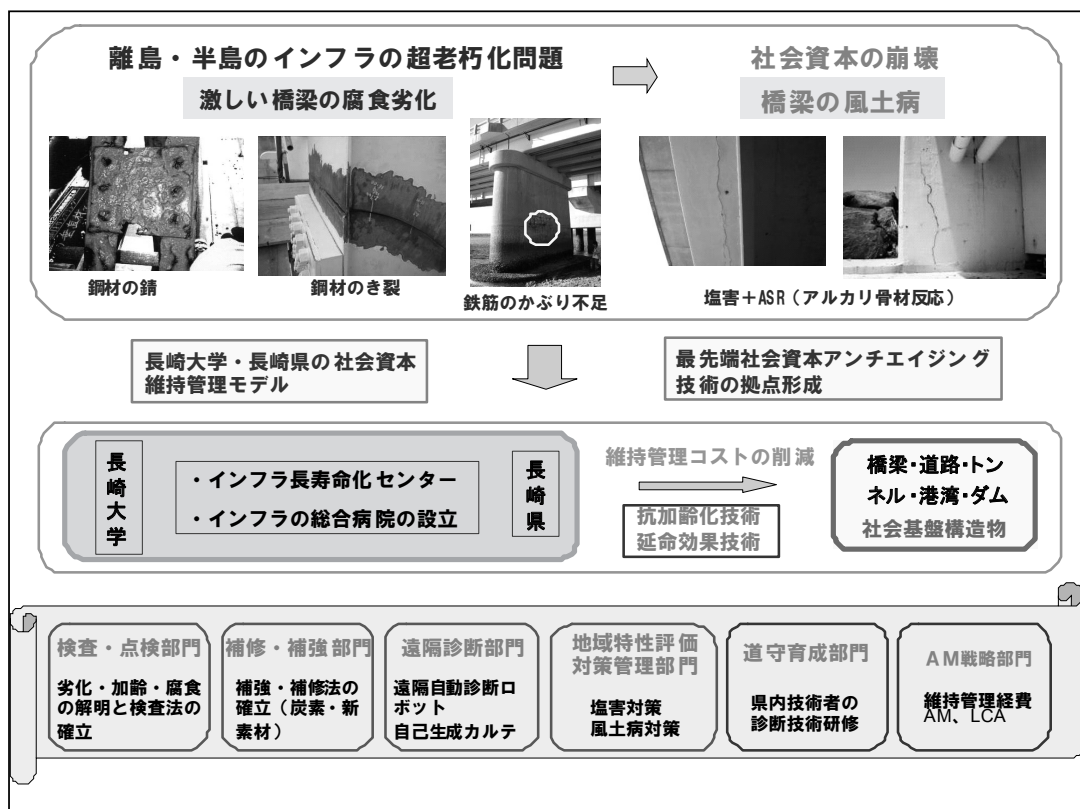 離島・半島のインフラの超老朽化問題
社会資本の崩壊
激しい橋梁の腐食劣化
橋梁の風土病
鋼材の錆
鋼材のき裂
鉄筋のかぶり不足
塩害+ASR(アルカリ骨材反応)
長崎大学・長崎県の社会資本
維持管理モデル
最先端社会資本アンチエイジング
技術の拠点形成
長崎大学
・インフラ長寿命化センター
・インフラの総合病院の設立
長崎県
維持管理コストの削減
抗加齢化技術
延命効果技術
橋梁・道路・トン
ネル・港湾・ダム
社会基盤構造物
検査・点検部門
劣化・加齢・腐食
の解明と検査法の
確立
補修・補強部門
補強・補修法の
確立(炭素・新
素材)
遠隔診断部門
遠隔自動診断ロ
ボット
自己生成カルテ
地域特性評価
対策管理部門
塩害対策
風土病対策
道守育成部門
県内技術者の
診断技術研修
AM戦略部門
維持管理経費
AM、LCA